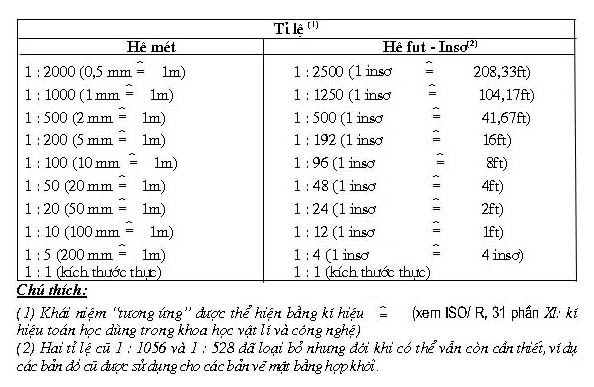 Tỉ lệ (1)
Hê mét Hê fut - Insơ(2)
1 : 2000 (0,5 mm ≙ 1m) 1 : 2500 (1 insơ ≙ 208,33ft)
1 : 1000 (1 mm ≙ 1m) 1 : 1250 (1 insơ ≙ 104,17ft)
1 : 500 (2 mm ≙ 1m) 1 : 500 (1 insơ ≙ 41,67ft)
1 : 200 (5 mm ≙ 1m) 1 : 192 (1 insơ ≙ 16ft)
1 : 100 (10 mm ≙ 1m) 1 : 96 (1 insơ ≙ 8ft)
1 : 50 (20 mm ≙ 1m) 1 : 48 (1 insơ ≙ 4ft)
1 : 20 (50 mm ≙ 1m) 1 : 24 (1 insơ ≙ 2ft)
1 : 10 (100 mm ≙ 1m) 1 : 12 (1 insơ ≙ 1ft)
1 : 5 (200 mm ≙ 1m) 1 : 4 (1 insơ ≙ 4 insơ)
1 : 1 (kích thước thực) 1 : 1 (kích thước thực)
Chú thích:
(1) Khái niệm "tương ứng" được thể hiện bằng kí hiệu ≙ (xem ISO/ R, 31 phần XI: kí
hiệu toán học dùng trong khoa học vật lí và công nghệ)
(2) Hai tỉ lệ cũ 1 : 1056 và 1 : 528 đã loại bỏ nhưng đôi khi có thể vẫn còn cần thiết, ví dụ
các bản đồ cũ được sử dụng cho các bản vẽ mặt bằng hợp khối.